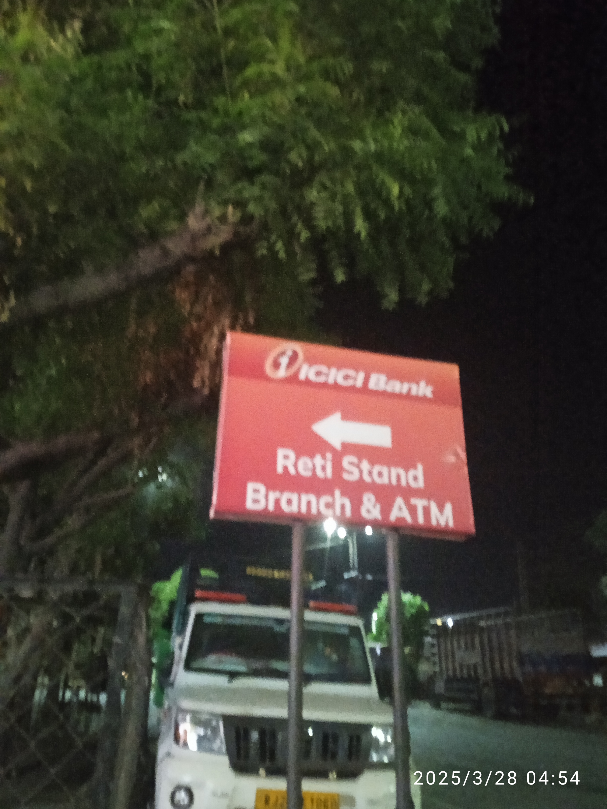 ICICI Bank
Reti Stand
Branch & ATM
2025/3/28 04:54